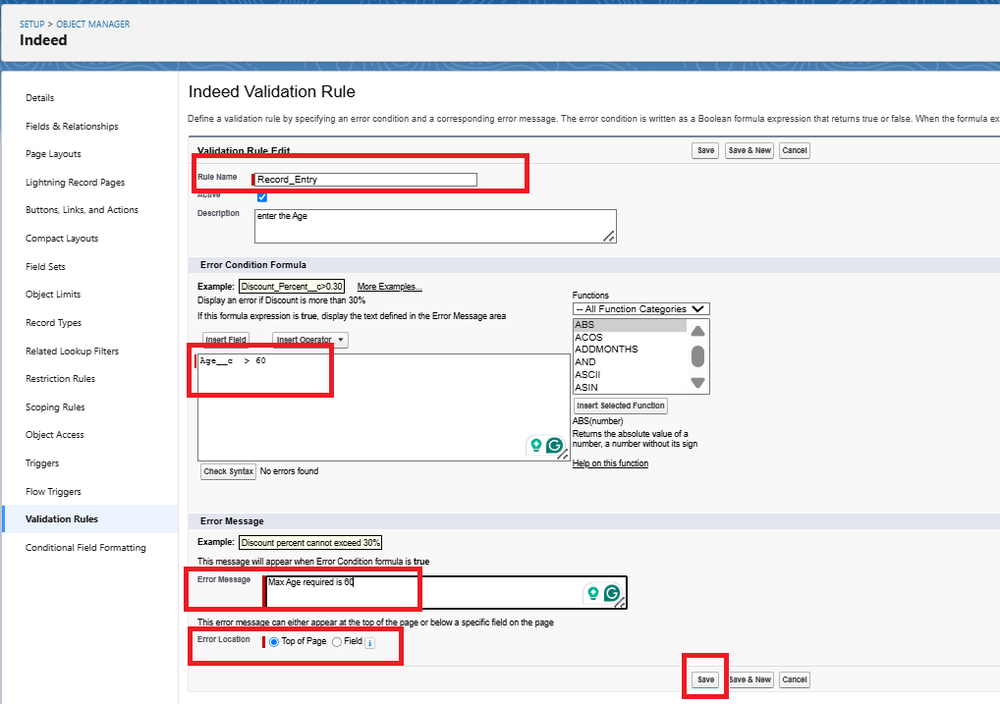 SETUP > OBJECT MANAGER
Indeed
Details
Fields & Relationships
Page Layouts
Lightning Record Pages
Buttons, Links, and Actions
Compact Layouts
Field Sets
Object Limits
Record Types
Related Lookup Filters
Restriction Rules
Scoping Rules
Object Access
Triggers
Flow Triggers
Validation Rules
Conditional Field Formatting
Indeed Validation Rule
Define a validation rule by specifying an error condition and a corresponding error message. The error condition is written as a Boolean formula expression that returns true or false. When the formula ex
Validation Rule Edit Save Save & New Cancel
Rule Name Record_Entry
Active
Description enter the Age
Error Condition Formula
Example: Discount_Percent__c>0.30 More Examples...
Display an error if Discount is more than 30%
If this formula expression is true, display the text defined in the Error Message area
Insert Field Insert Operator
Age__c > 60
Functions
-- All Function Categories
ABS
ACOS
ADDMONTHS
AND
ASCII
ASIN
Insert Selected Function
ABS(number)
Returns the absolute value of a
number, a number without its sign
Help on this function
Check Syntax No errors found
Error Message
Example: Discount percent cannot exceed 30%
This message will appear when Error Condition formula is true
Error Message Max Age required is 60
This error message can either appear at the top of the page or below a specific field on the page
Error Location Top of Page Field i
Save Save & New Cancel